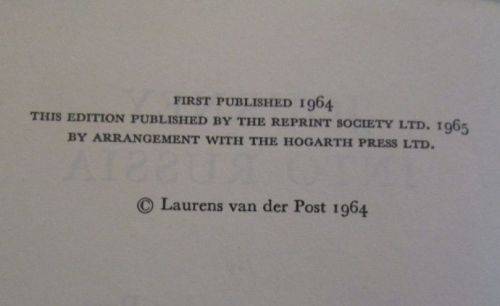 FIRST PUBLISHED 1964
THIS EDITION PUBLISHED BY THE REPRINT SOCIETY LTD. 1965
BY ARRANGEMENT WITH THE HOGARTH PRESS LTD.
© Laurens van der Post 1964